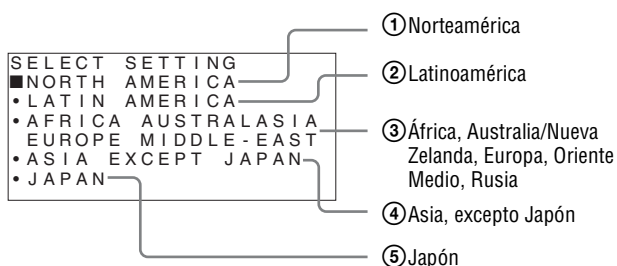 SELECT SETTING
■NORTH AMERICA
•LATIN AMERICA
•AFRICA AUSTRALASIA
EUROPE MIDDLE-EAST
•ASIA EXCEPT JAPAN
•JAPAN
①Norteamérica
②Latinoamérica
③África, Australia/Nueva
Zelanda, Europa, Oriente
Medio, Rusia
④Asia, excepto Japón
⑤Japón